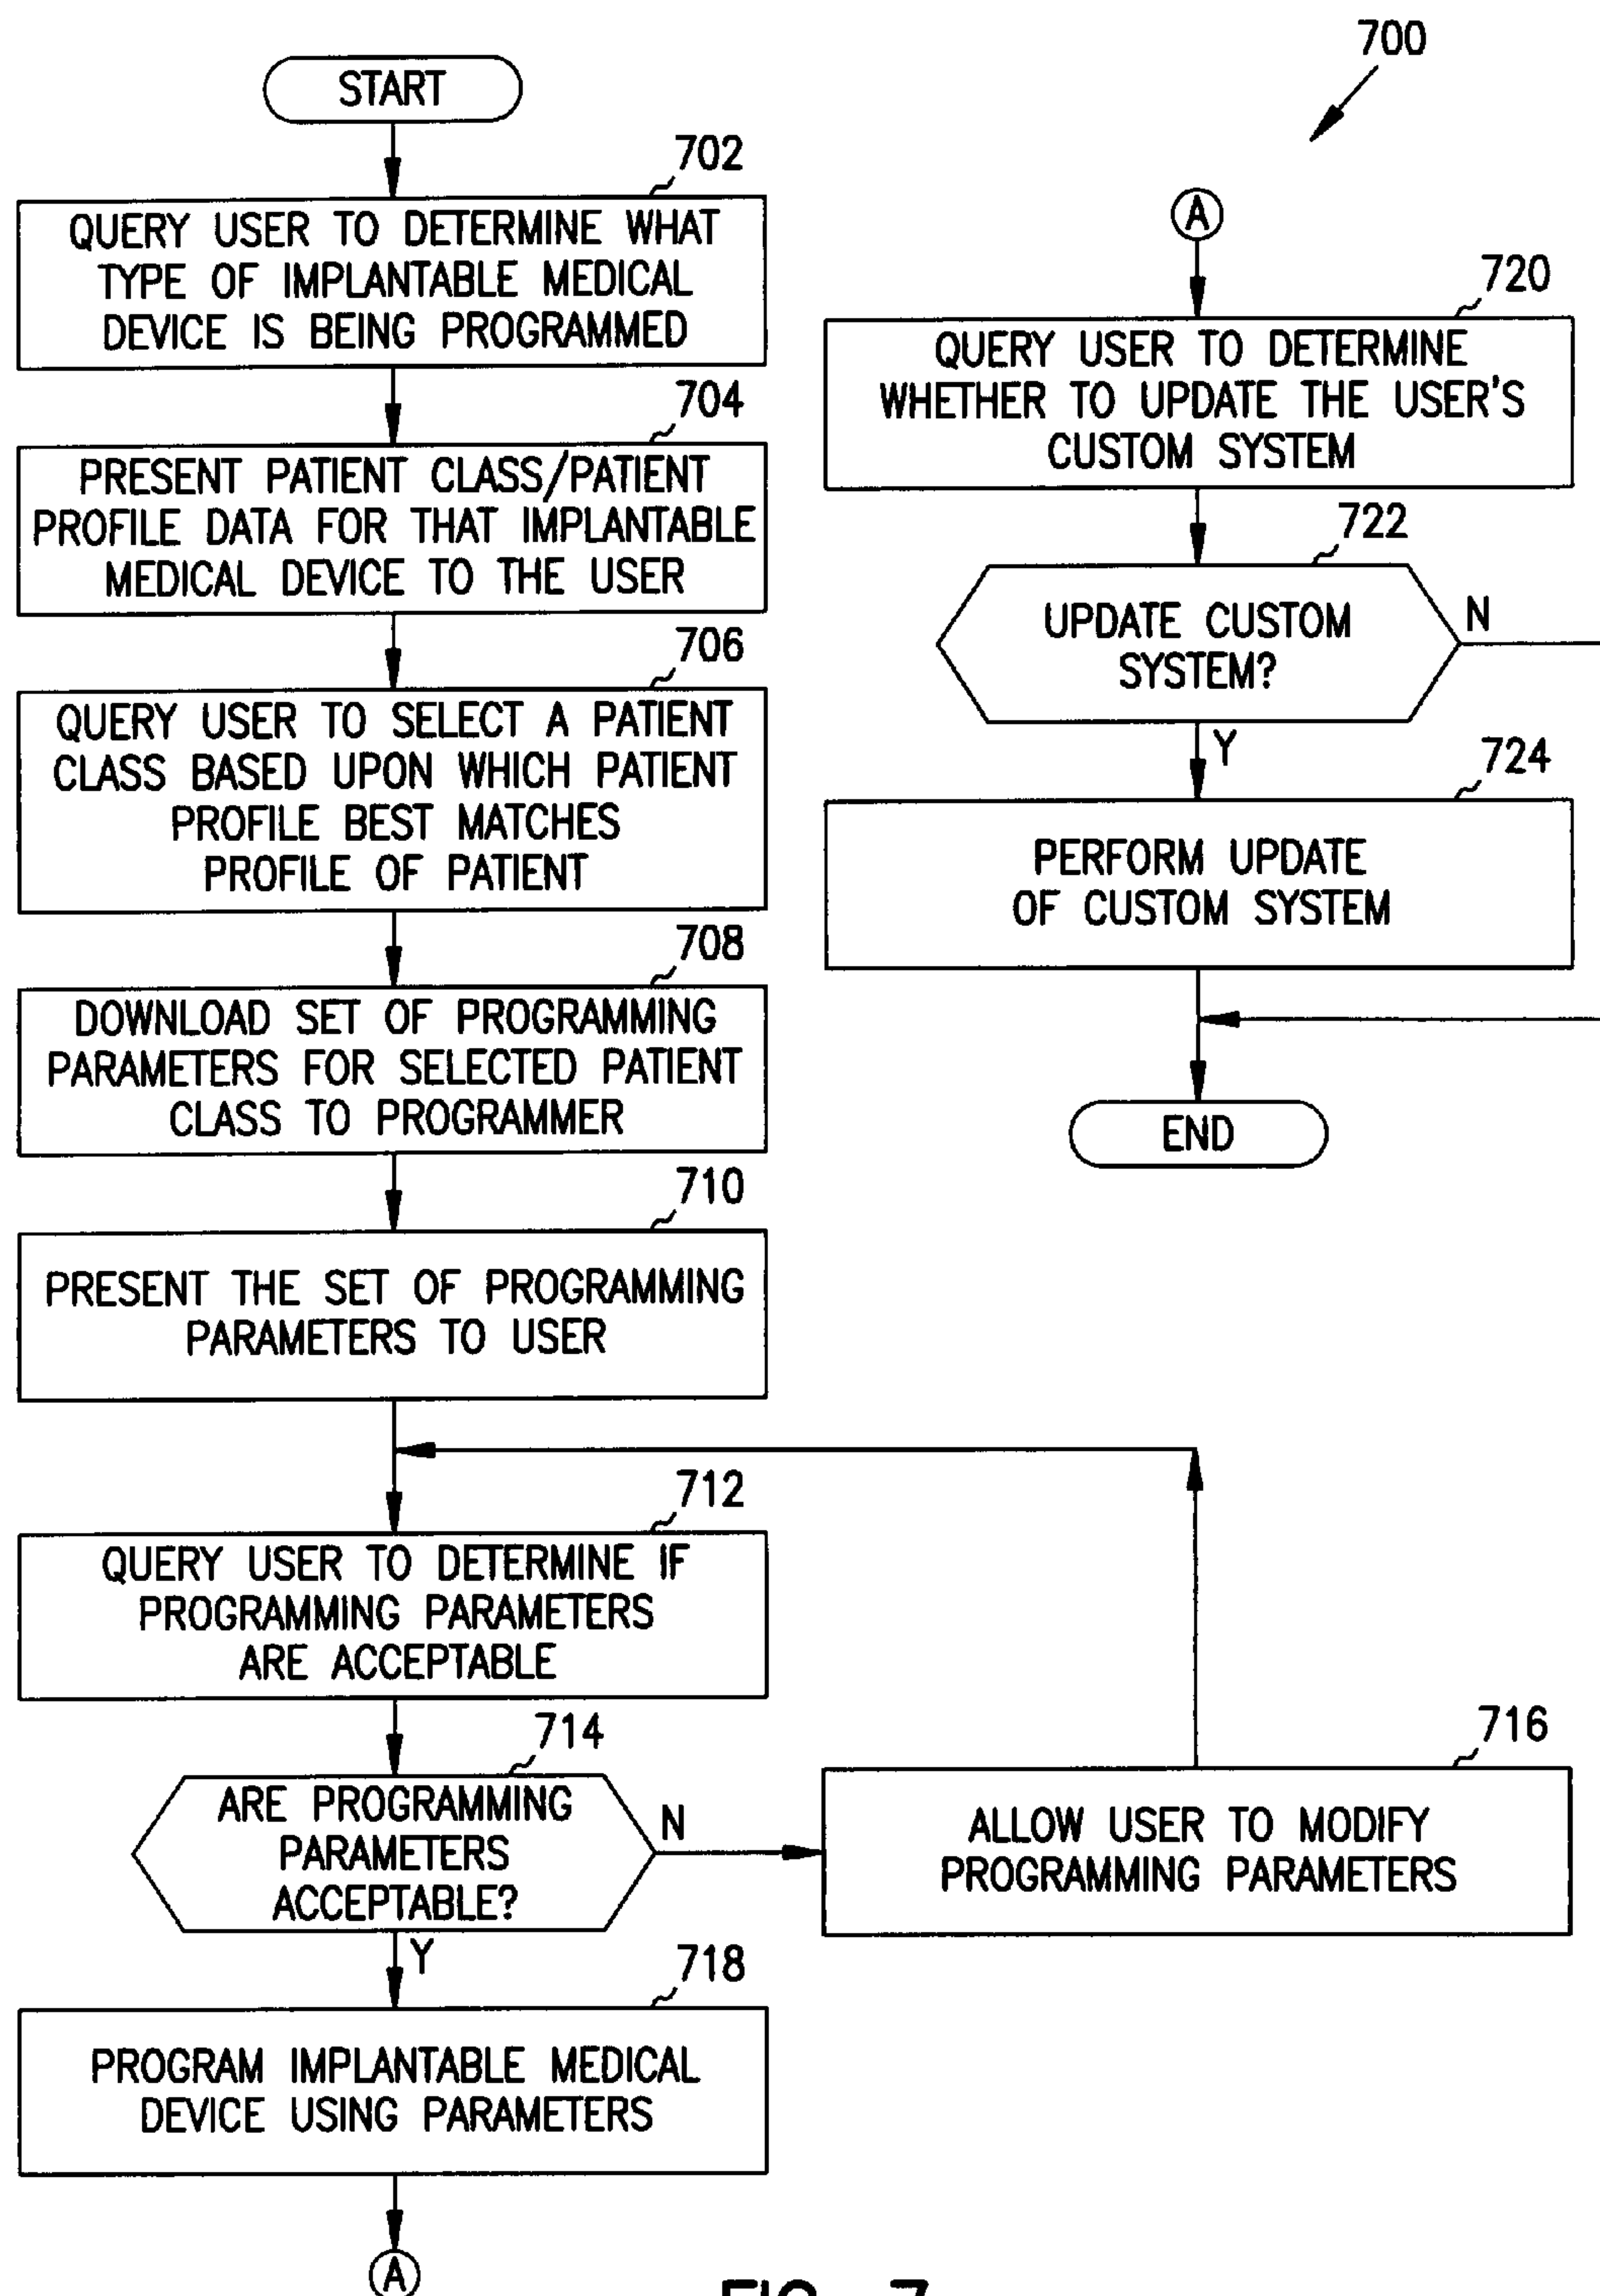 START
702
QUERY USER TO DETERMINE WHAT
TYPE OF IMPLANTABLE MEDICAL
DEVICE IS BEING PROGRAMMED
704
PRESENT PATIENT CLASS/PATIENT
PROFILE DATA FOR THAT IMPLANTABLE
MEDICAL DEVICE TO THE USER
706
QUERY USER TO SELECT A PATIENT
CLASS BASED UPON WHICH PATIENT
PROFILE BEST MATCHES
PROFILE OF PATIENT
708
DOWNLOAD SET OF PROGRAMMING
PARAMETERS FOR SELECTED PATIENT
CLASS TO PROGRAMMER
710
PRESENT THE SET OF PROGRAMMING
PARAMETERS TO USER
712
QUERY USER TO DETERMINE IF
PROGRAMMING PARAMETERS
ARE ACCEPTABLE
714
ARE PROGRAMMING
PARAMETERS
ACCEPTABLE?
N
Y
716
ALLOW USER TO MODIFY
PROGRAMMING PARAMETERS
718
PROGRAM IMPLANTABLE MEDICAL
DEVICE USING PARAMETERS
A
700
A
720
QUERY USER TO DETERMINE
WHETHER TO UPDATE THE USER'S
CUSTOM SYSTEM
722
UPDATE CUSTOM
SYSTEM?
N
Y
724
PERFORM UPDATE
OF CUSTOM SYSTEM
END
FIG. 7